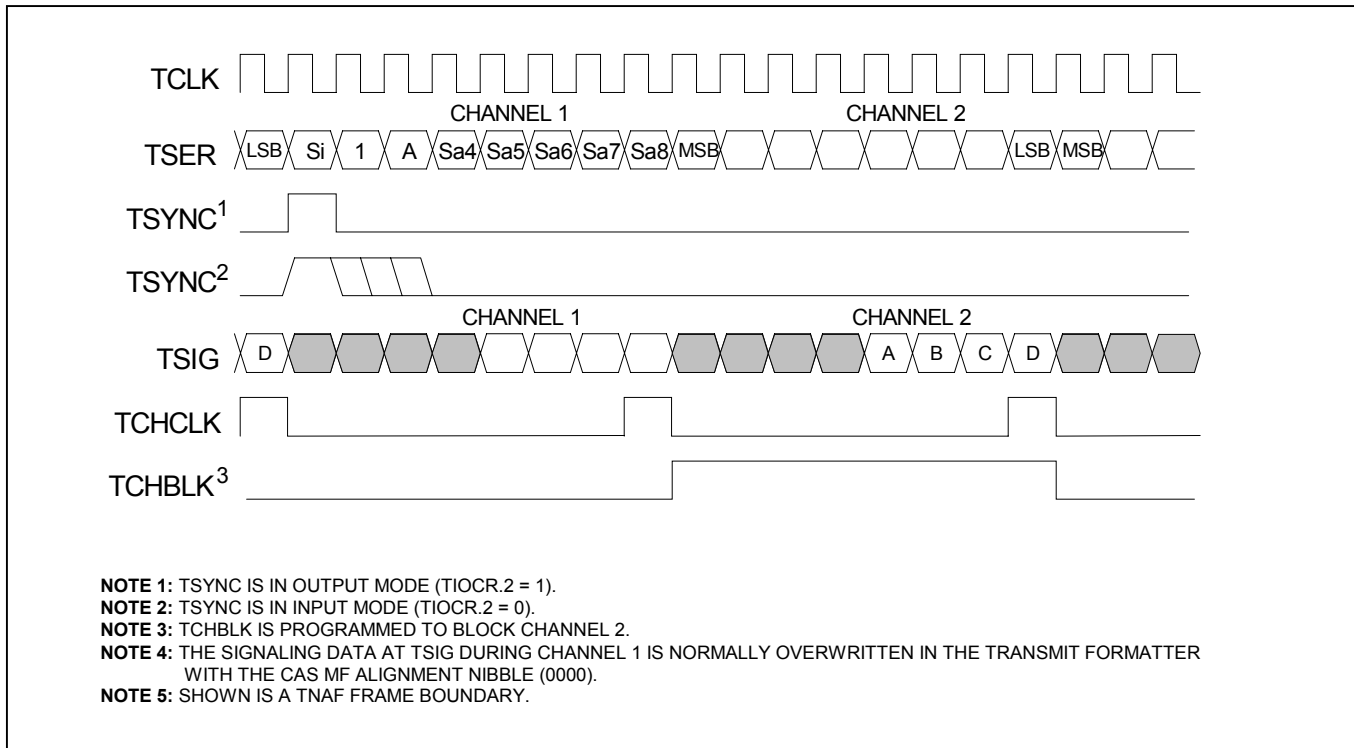 TCLK
CHANNEL 1 CHANNEL 2
TSER LSB Si 1 A Sa4 Sa5 Sa6 Sa7 Sa8 MSB LSB MSB
TSYNC1
TSYNC2
CHANNEL 1 CHANNEL 2
TSIG D A B C D
TCHCLK
TCHBLK3
NOTE 1: TSYNC IS IN OUTPUT MODE (TIOCR.2 = 1).
NOTE 2: TSYNC IS IN INPUT MODE (TIOCR.2 = 0).
NOTE 3: TCHBLK IS PROGRAMMED TO BLOCK CHANNEL 2.
NOTE 4: THE SIGNALING DATA AT TSIG DURING CHANNEL 1 IS NORMALLY OVERWRITTEN IN THE TRANSMIT FORMATTER
WITH THE CAS MF ALIGNMENT NIBBLE (0000).
NOTE 5: SHOWN IS A TNAF FRAME BOUNDARY.